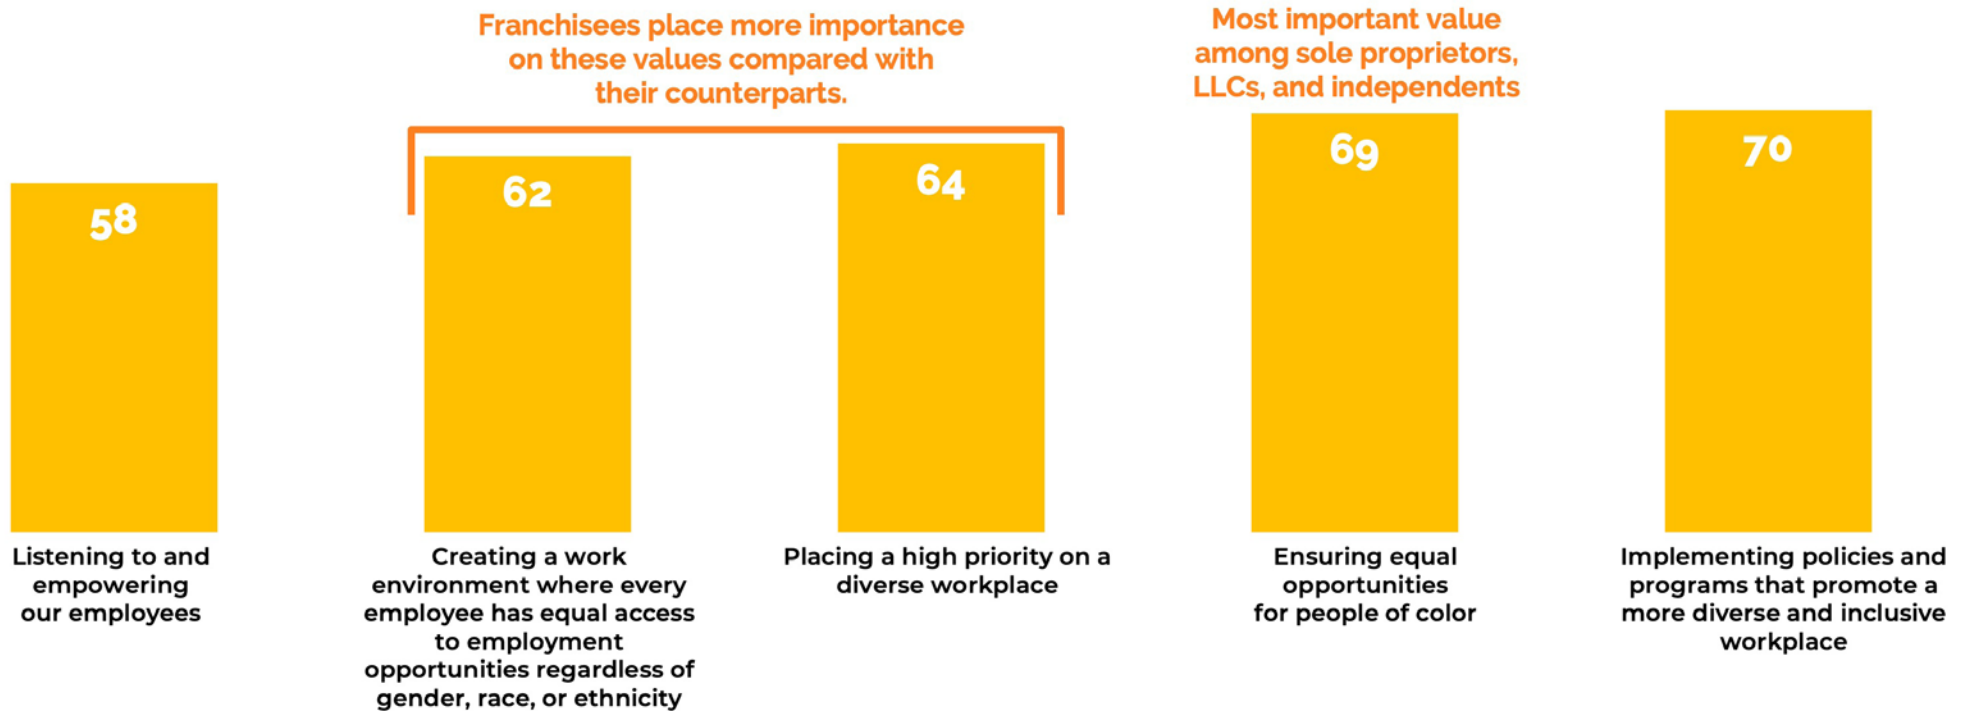 Franchisees place more importance
on these values compared with
their counterparts.
Most important value
among sole proprietors,
LLCs, and independents
58
62
64
69
70
Listening to and
empowering
our employees
Creating a work
environment where every
employee has equal access
to employment
opportunities regardless of
gender, race, or ethnicity
Placing a high priority on a
diverse workplace
Ensuring equal
opportunities
for people of color
Implementing policies and
programs that promote a
more diverse and inclusive
workplace